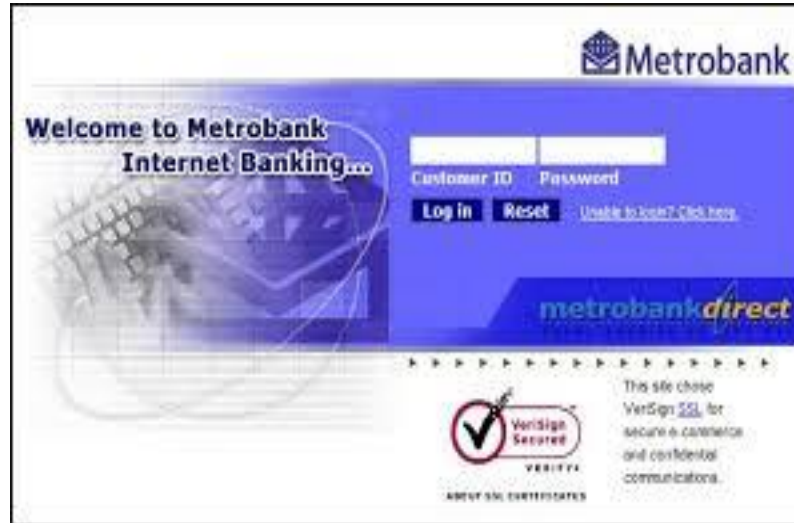 Metrobank
Welcome to Metrobank
Internet Banking...
Customer ID Password
Log in Reset Unable to login? Click here.
metrobankdirect
This site chose
VeriSign SSL for
secure e-commerce
and confidential
communications.
VeriSign
Secured
VERIFY
ABOUT SSL CERTIFICATES